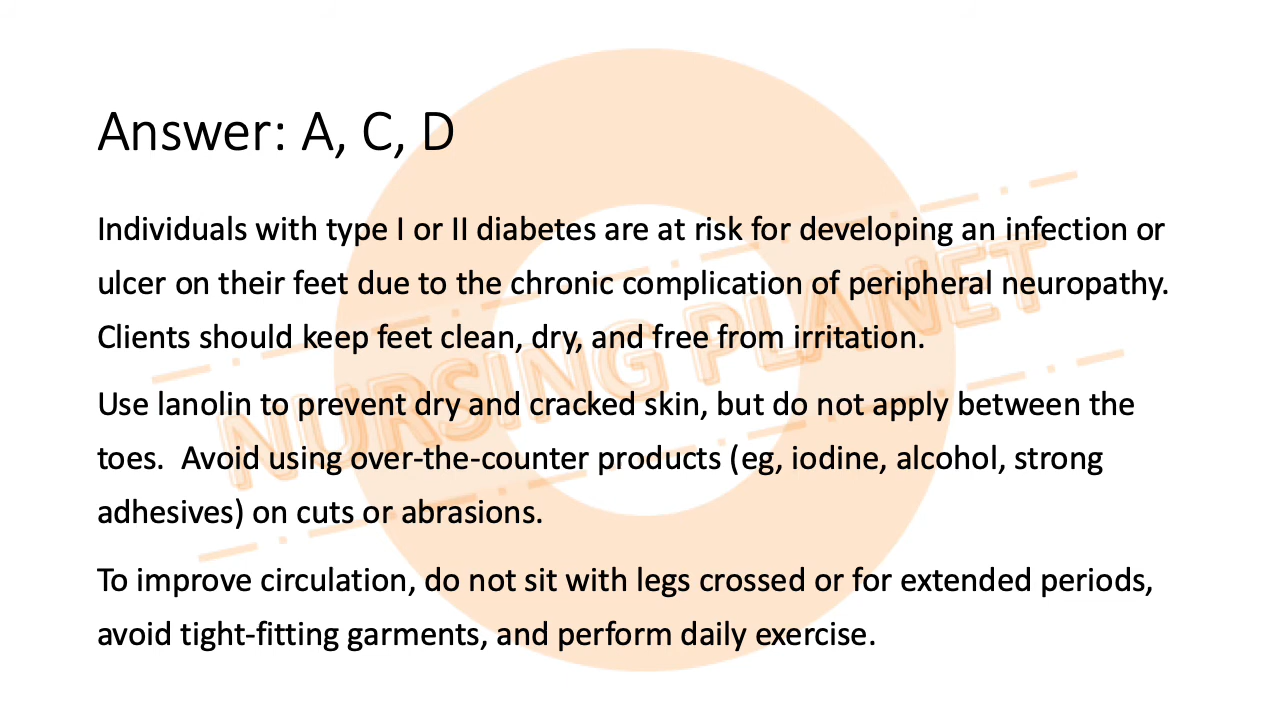 Answer: A, C, D
Individuals with type I or II diabetes are at risk for developing an infection or
ulcer on their feet due to the chronic complication of peripheral neuropathy.
Clients should keep feet clean, dry, and free from irritation.
Use lanolin to prevent dry and cracked skin, but do not apply between the
toes.  Avoid using over-the-counter products (eg, iodine, alcohol, strong
adhesives) on cuts or abrasions.
To improve circulation, do not sit with legs crossed or for extended periods,
avoid tight-fitting garments, and perform daily exercise.
NURSING PLANET